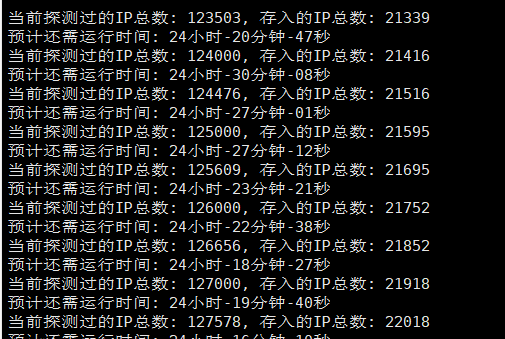 当前探测过的IP总数: 123503, 存入的IP总数: 21339
预计还需运行时间: 24小时-20分钟-47秒
当前探测过的IP总数: 124000, 存入的IP总数: 21416
预计还需运行时间: 24小时-30分钟-08秒
当前探测过的IP总数: 124476, 存入的IP总数: 21516
预计还需运行时间: 24小时-27分钟-01秒
当前探测过的IP总数: 125000, 存入的IP总数: 21595
预计还需运行时间: 24小时-27分钟-12秒
当前探测过的IP总数: 125609, 存入的IP总数: 21695
预计还需运行时间: 24小时-23分钟-21秒
当前探测过的IP总数: 126000, 存入的IP总数: 21752
预计还需运行时间: 24小时-22分钟-38秒
当前探测过的IP总数: 126656, 存入的IP总数: 21852
预计还需运行时间: 24小时-18分钟-27秒
当前探测过的IP总数: 127000, 存入的IP总数: 21918
预计还需运行时间: 24小时-19分钟-40秒
当前探测过的IP总数: 127578, 存入的IP总数: 22018
预计还需运行时间: 24小时-16分钟